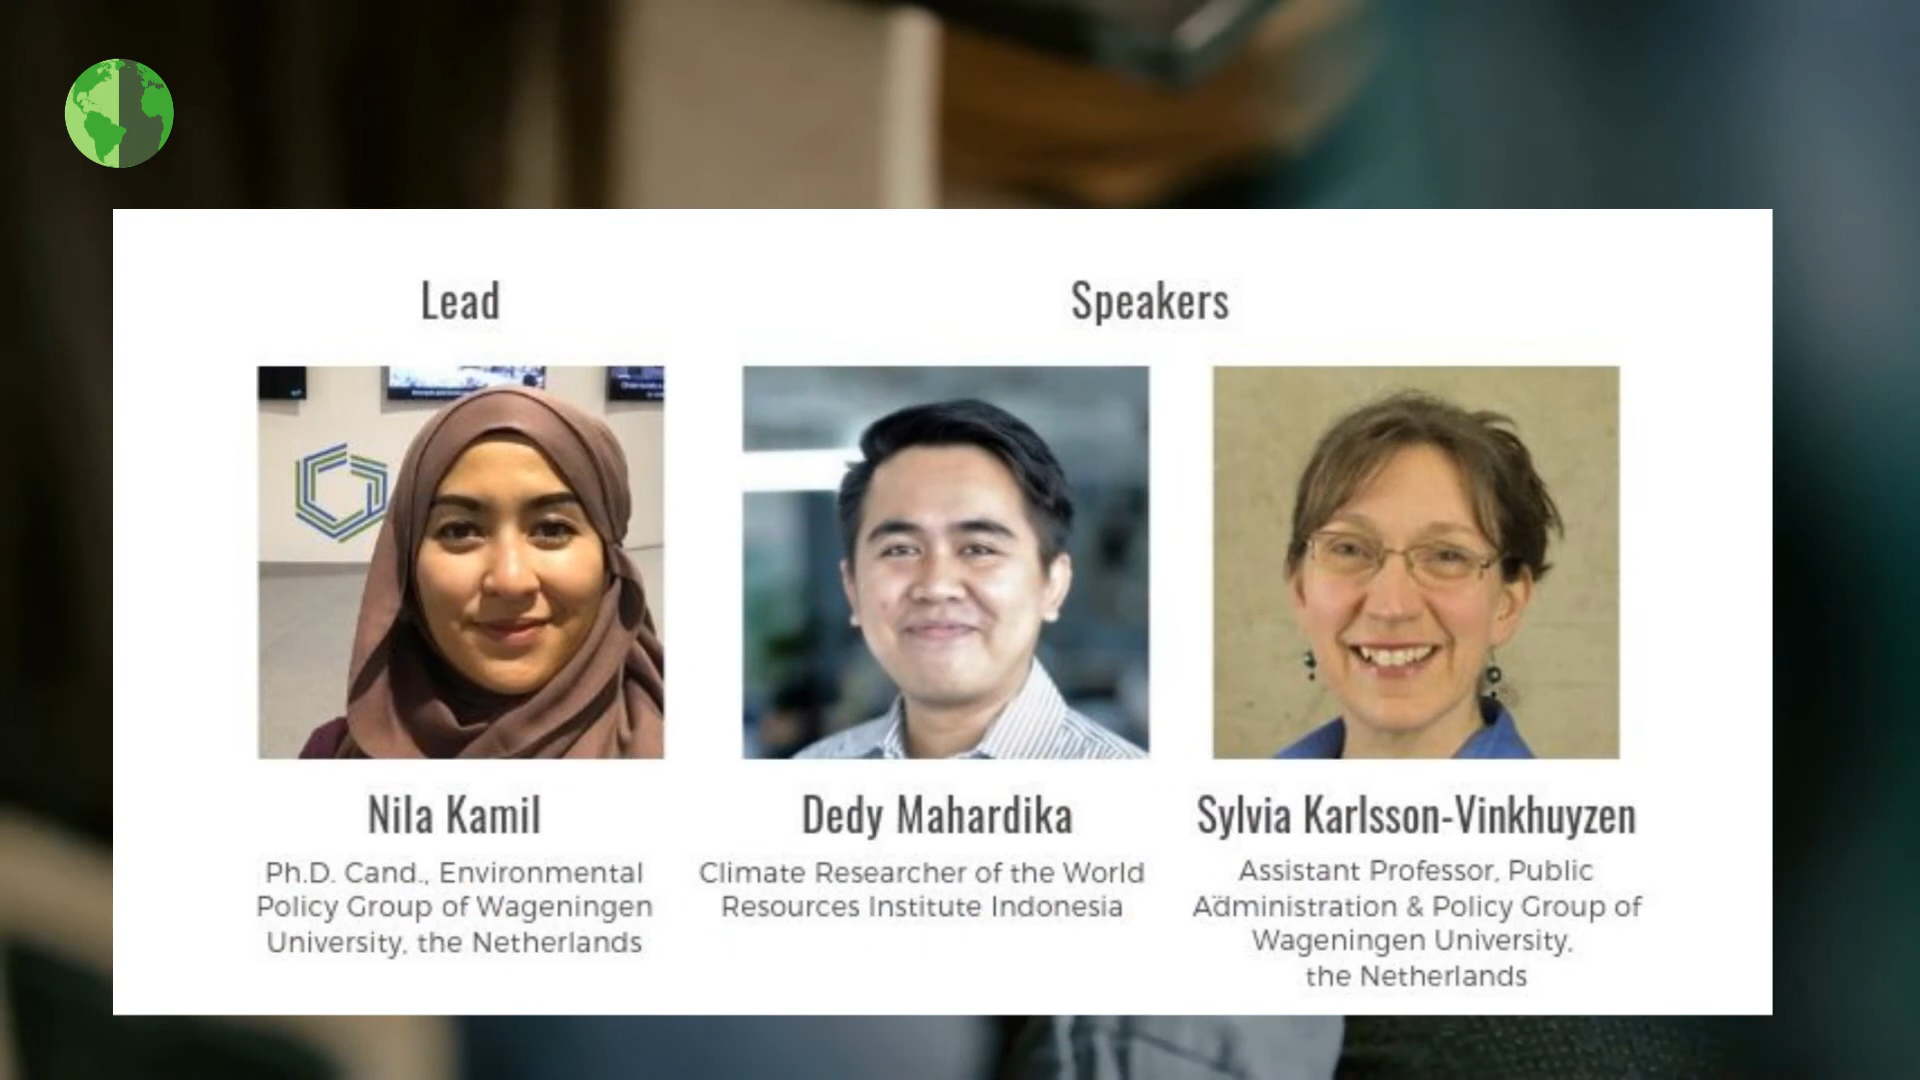 Lead
Speakers
Nila Kamil
Ph.D. Cand., Environmental
Policy Group of Wageningen
University, the Netherlands
Dedy Mahardika
Climate Researcher of the World
Resources Institute Indonesia
Sylvia Karlsson-Vinkhuyzen
Assistant Professor, Public
Administration & Policy Group of
Wageningen University,
the Netherlands